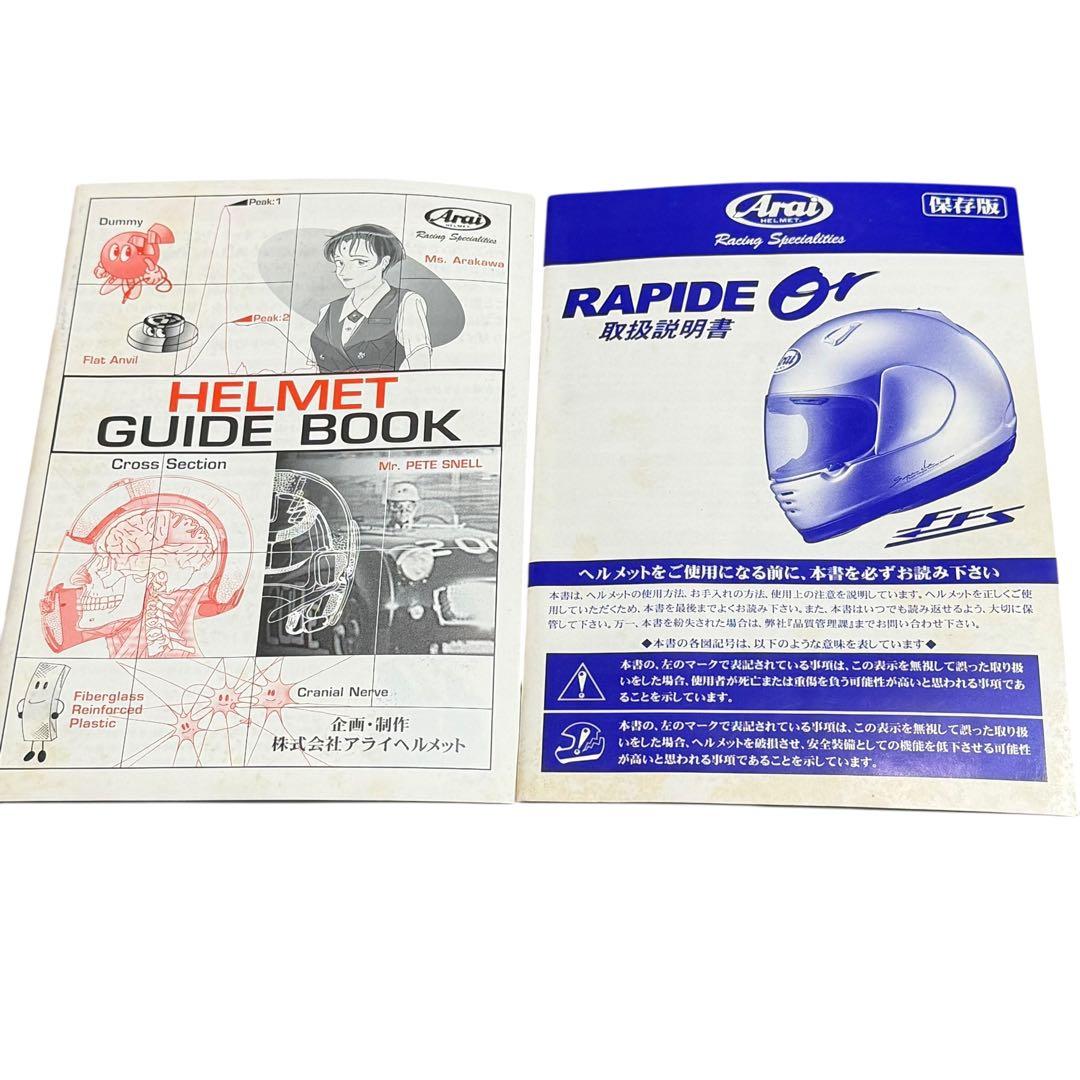 Peak:1
Dummy
Arai
HELMET
Racing Specialities
Ms. Arakawa
Peak:2
Flat Anvil
HELMET
GUIDE BOOK
Cross Section
Mr. PETE SNELL
Fiberglass
Reinforced
Plastic
Cranial Nerve
企画・制作
株式会社アライヘルメット
Arai
HELMET
Racing Specialities
保存版
RAPIDE Or
取扱説明書
Arai
FFS
ヘルメットをご使用になる前に、本書を必ずお読み下さい
本書は、ヘルメットの使用方法、お手入れの方法、使用上の注意を説明しています。ヘルメットを正しくご使
用していただくため、本書を最後までよくお読み下さい。また、本書はいつでも読み返せるよう、大切に保
管して下さい。万一、本書を紛失された場合は、弊社『品質管理課』までお問い合わせ下さい。
◆本書の各図記号は、以下のような意味を表しています◆
本書の、左のマークで表記されている事項は、この表示を無視して誤った取り扱
いをした場合、使用者が死亡または重傷を負う可能性が高いと思われる事項であ
ることを示しています。
本書の、左のマークで表記されている事項は、この表示を無視して誤った取り扱
いをした場合、ヘルメットを破損させ、安全装備としての機能を低下させる可能性
が高いと思われる事項であることを示しています。